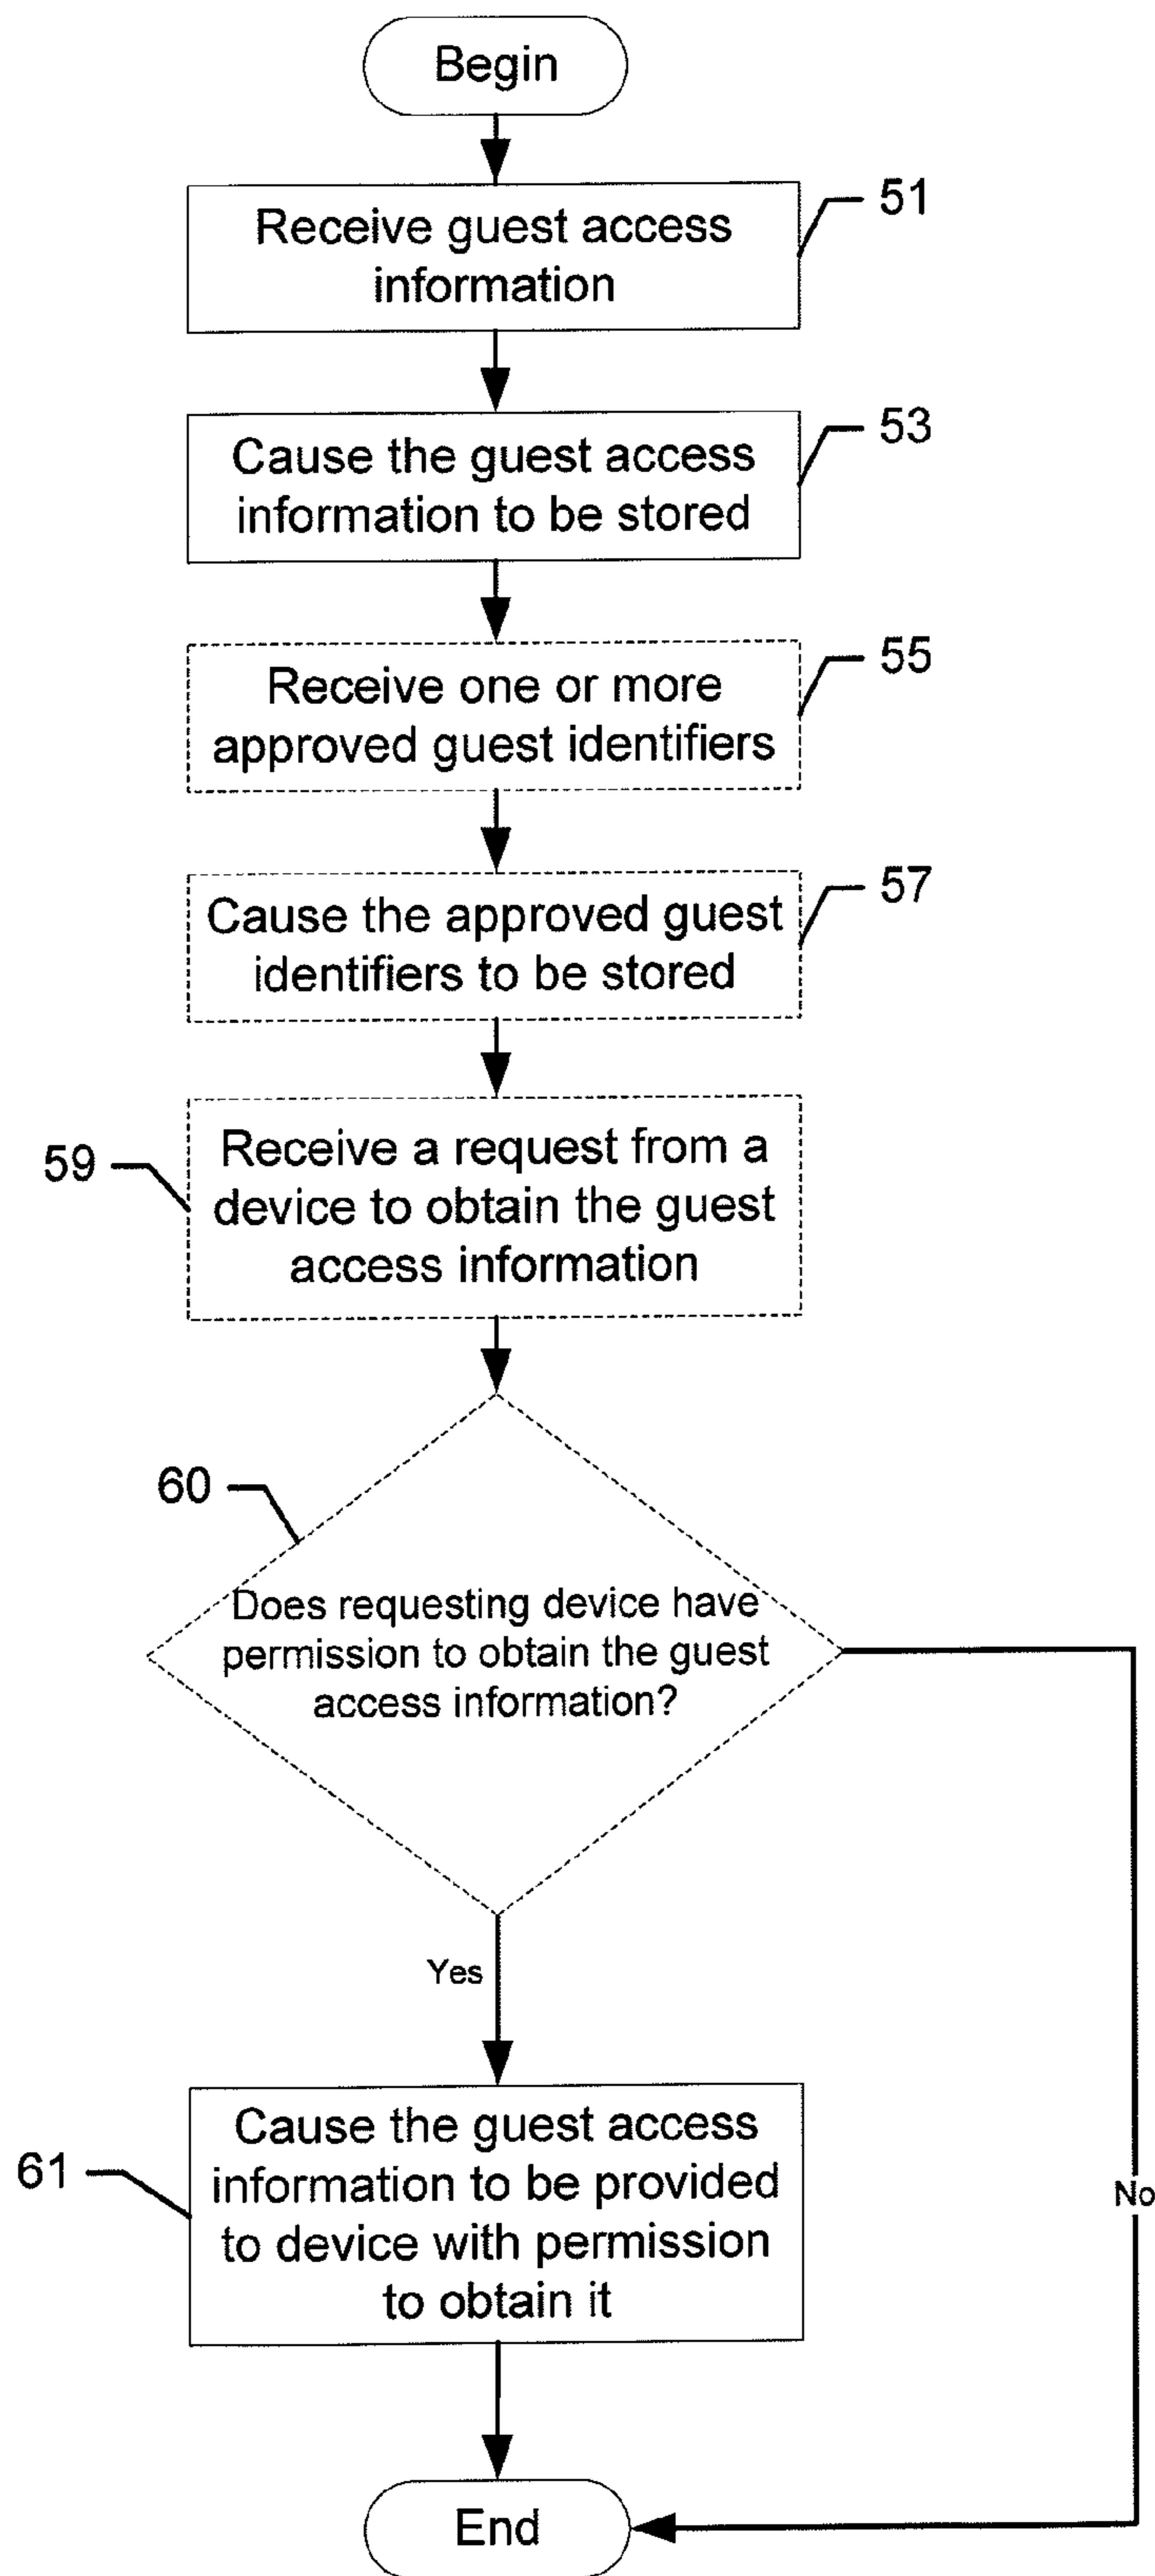 Begin
Receive guest access
information
51
Cause the guest access
information to be stored
53
Receive one or more
approved guest identifiers
55
Cause the approved guest
identifiers to be stored
57
59
Receive a request from a
device to obtain the guest
access information
60
Does requesting device have
permission to obtain the guest
access information?
Yes
No
61
Cause the guest access
information to be provided
to device with permission
to obtain it
End